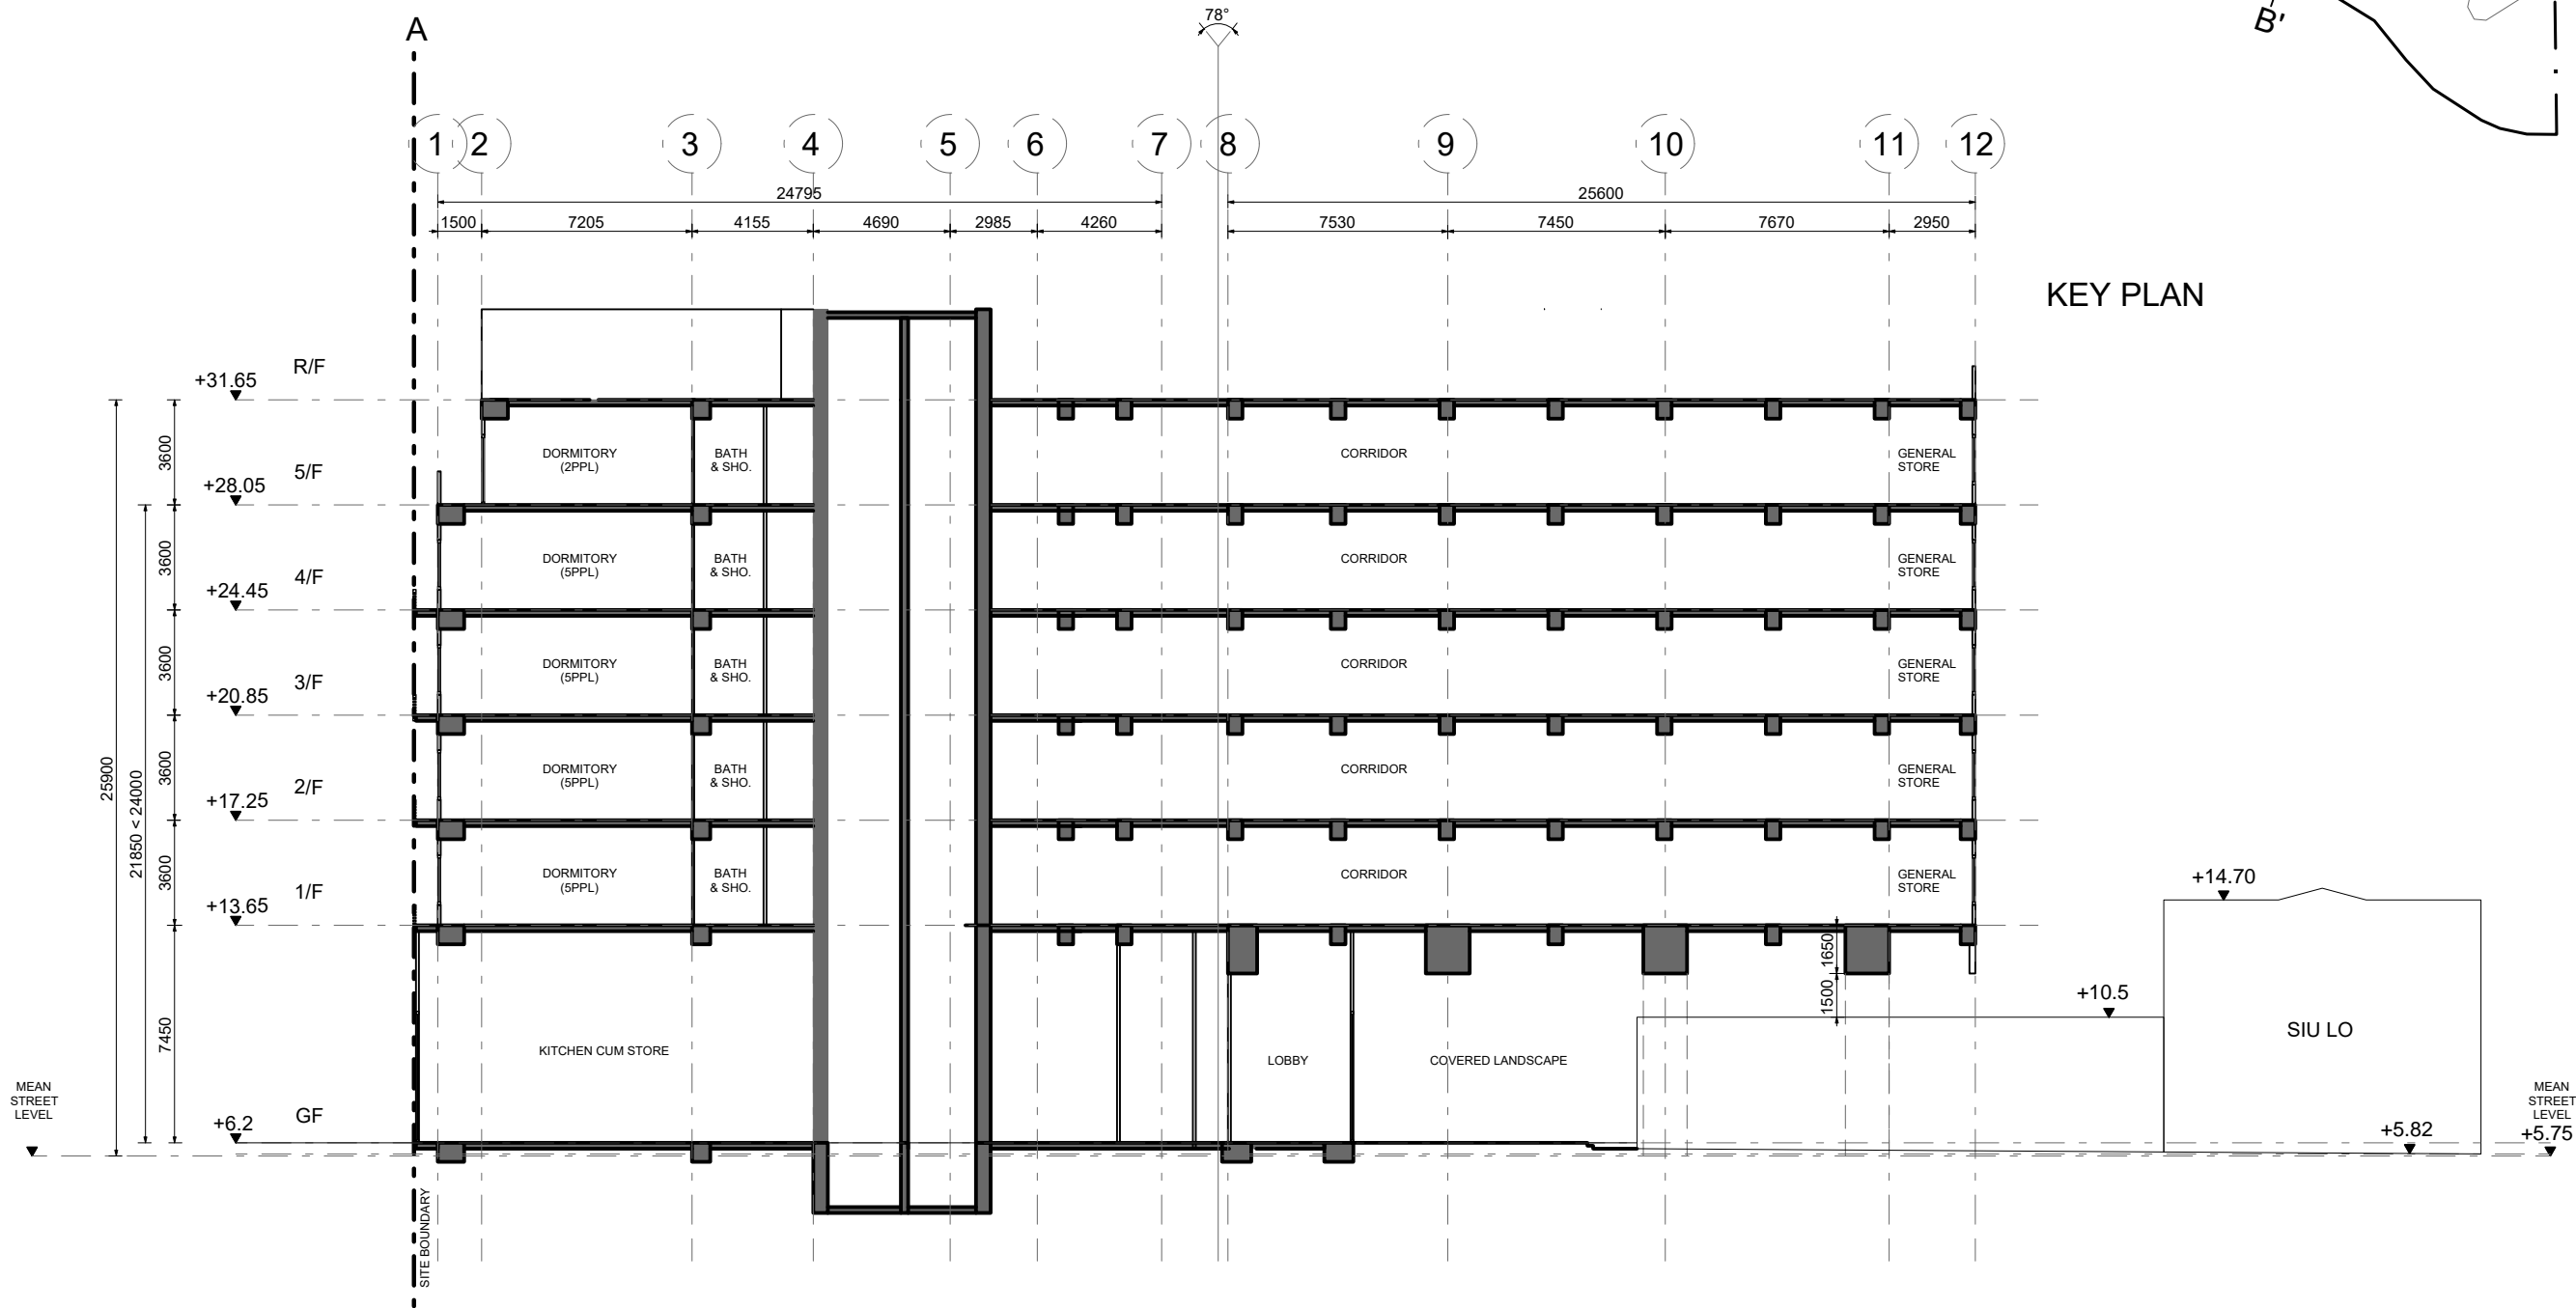 A
78°
B'
1 2 3 4 5 6 7 8 9 10 11 12
24795 25600
1500 7205 4155 4690 2985 4260 7530 7450 7670 2950
KEY PLAN
R/F
+31.65
3600
DORMITORY
(2PPL)
BATH
& SHO.
CORRIDOR
GENERAL
STORE
5/F
+28.05
3600
DORMITORY
(5PPL)
BATH
& SHO.
CORRIDOR
GENERAL
STORE
4/F
+24.45
3600
DORMITORY
(5PPL)
BATH
& SHO.
CORRIDOR
GENERAL
STORE
3/F
+20.85
3600
DORMITORY
(5PPL)
BATH
& SHO.
CORRIDOR
GENERAL
STORE
2/F
+17.25
25900
21850 < 24000
3600
DORMITORY
(5PPL)
BATH
& SHO.
CORRIDOR
GENERAL
STORE
1/F
+13.65
+14.70
1650
1500
+10.5
7450
KITCHEN CUM STORE
LOBBY
COVERED LANDSCAPE
SIU LO
MEAN
STREET
LEVEL
GF
+6.2
+5.82
MEAN
STREET
LEVEL
+5.75
SITE BOUNDARY